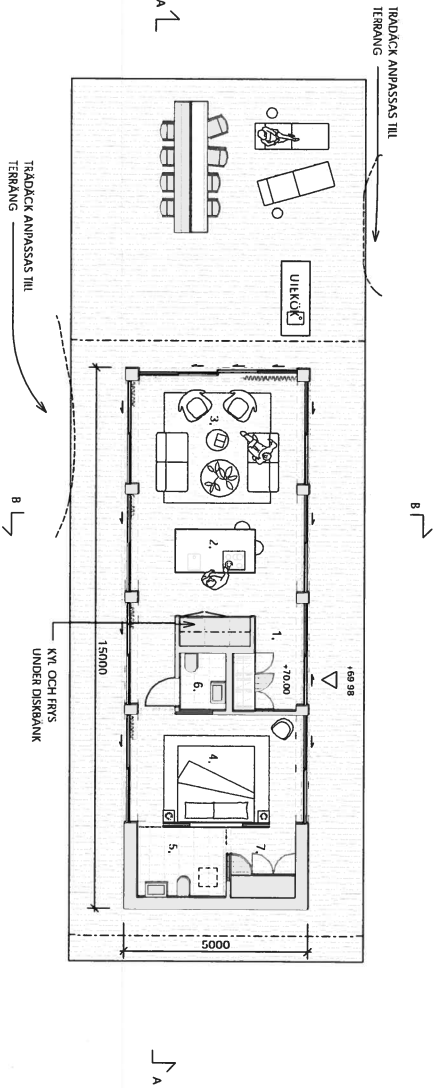 TRÄDÄCK ANPASSAS TILL
TERRÄNG
A
UTEKÖK
TRÄDÄCK ANPASSAS TILL
TERRÄNG
3.
B
B
2.
1.
+69.98
+70.00
6.
15000
KYL OCH FRYS
UNDER DISKBÄNK
4.
7.
5.
5000
A